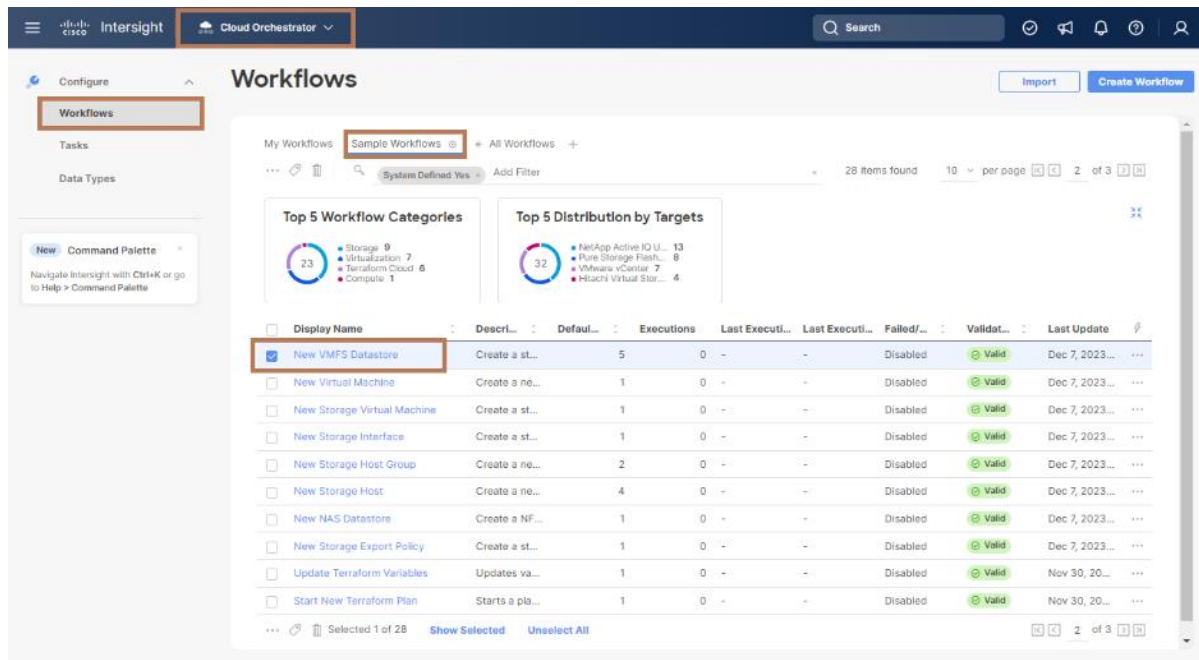 cisco Intersight Cloud Orchestrator Search
Configure
Workflows
Tasks
Data Types
New Command Palette
Navigate Intersight with Ctrl+K or go
to Help > Command Palette
Workflows
Import Create Workflow
My Workflows Sample Workflows All Workflows +
System Defined Yes Add Filter 28 items found 10 per page 2 of 3
Top 5 Workflow Categories
23
Storage 9
Virtualization 7
Terraform Cloud 6
Compute 1
Top 5 Distribution by Targets
32
NetApp Active IQ U... 13
Pure Storage Flash... 8
VMware vCenter 7
Hitachi Virtual Stor... 4
Display Name Descri... Defaul... Executions Last Executi... Last Executi... Failed/... Validat... Last Update
New VMFS Datastore Create a st... 5 0 - - Disabled Valid Dec 7, 2023... ...
New Virtual Machine Create a ne... 1 0 - - Disabled Valid Dec 7, 2023... ...
New Storage Virtual Machine Create a st... 1 0 - - Disabled Valid Dec 7, 2023... ...
New Storage Interface Create a st... 1 0 - - Disabled Valid Dec 7, 2023... ...
New Storage Host Group Create a ne... 2 0 - - Disabled Valid Dec 7, 2023... ...
New Storage Host Create a ne... 4 0 - - Disabled Valid Dec 7, 2023... ...
New NAS Datastore Create a NF... 1 0 - - Disabled Valid Dec 7, 2023... ...
New Storage Export Policy Create a st... 1 0 - - Disabled Valid Dec 7, 2023... ...
Update Terraform Variables Updates va... 1 0 - - Disabled Valid Nov 30, 20... ...
Start New Terraform Plan Starts a pla... 1 0 - - Disabled Valid Nov 30, 20... ...
... Selected 1 of 28 Show Selected Unselect All 2 of 3